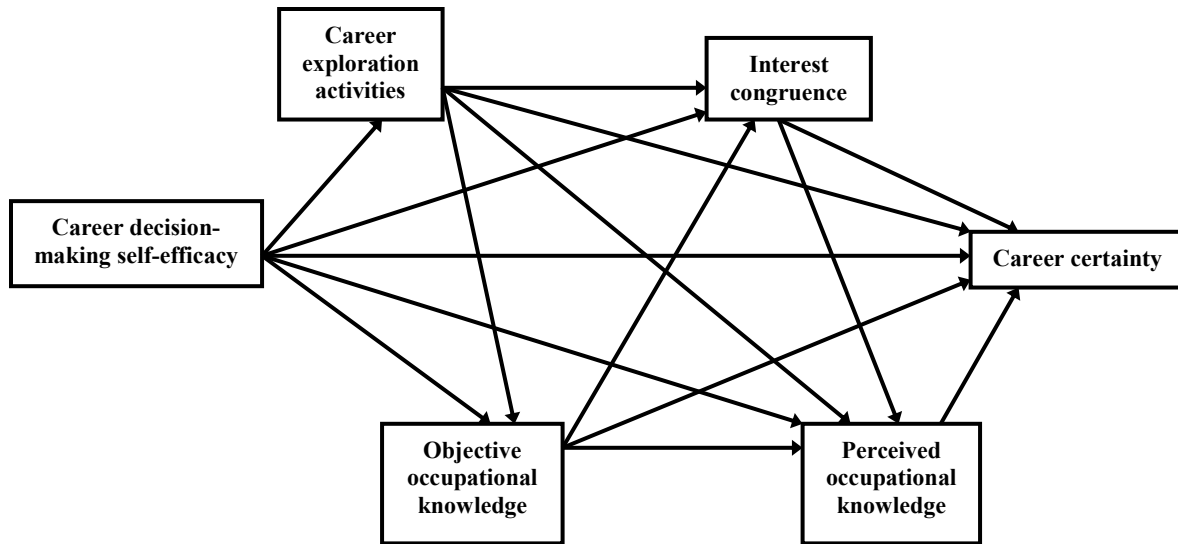 Career
exploration
activities
Interest
congruence
Career decision-
making self-efficacy
Career certainty
Objective
occupational
knowledge
Perceived
occupational
knowledge